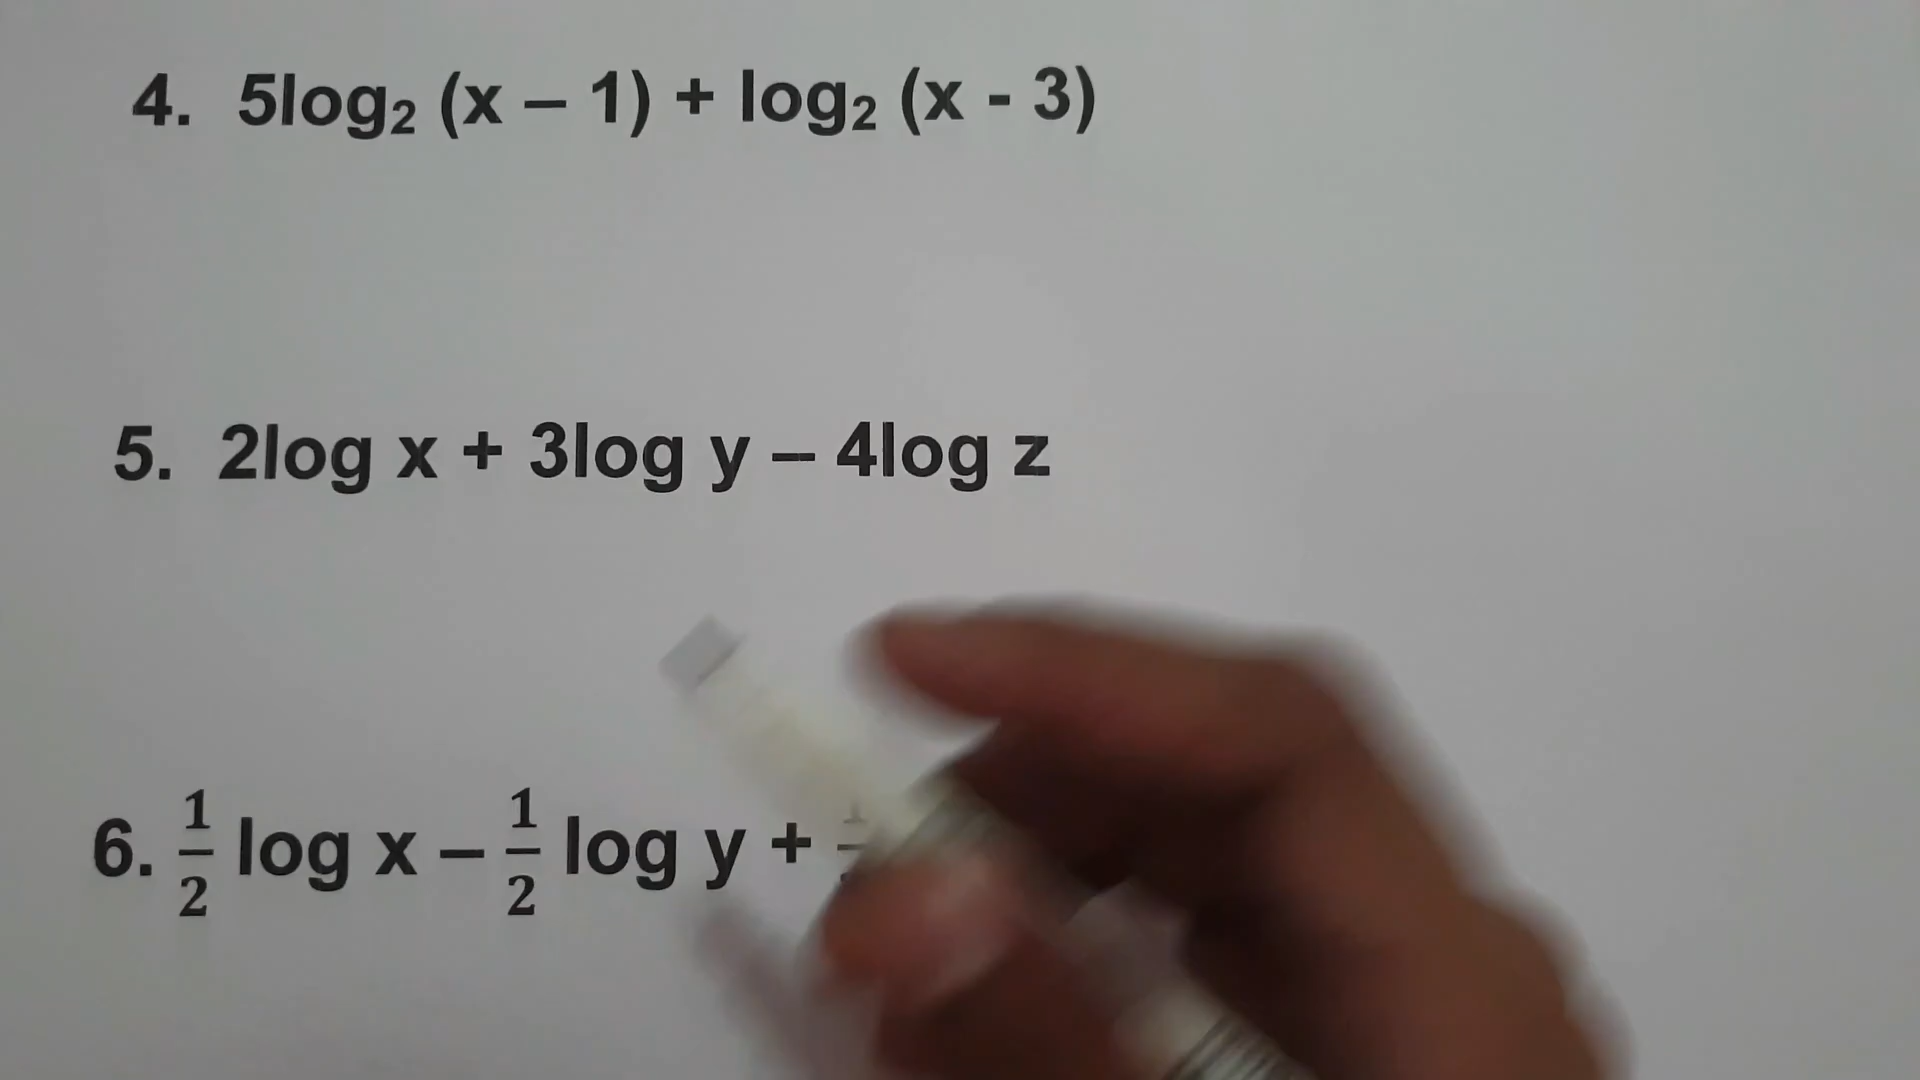 4. 5log₂ (x – 1) + log₂ (x - 3)
5. 2log x + 3log y – 4log z
6. 1/2 log x – 1/2 log y +